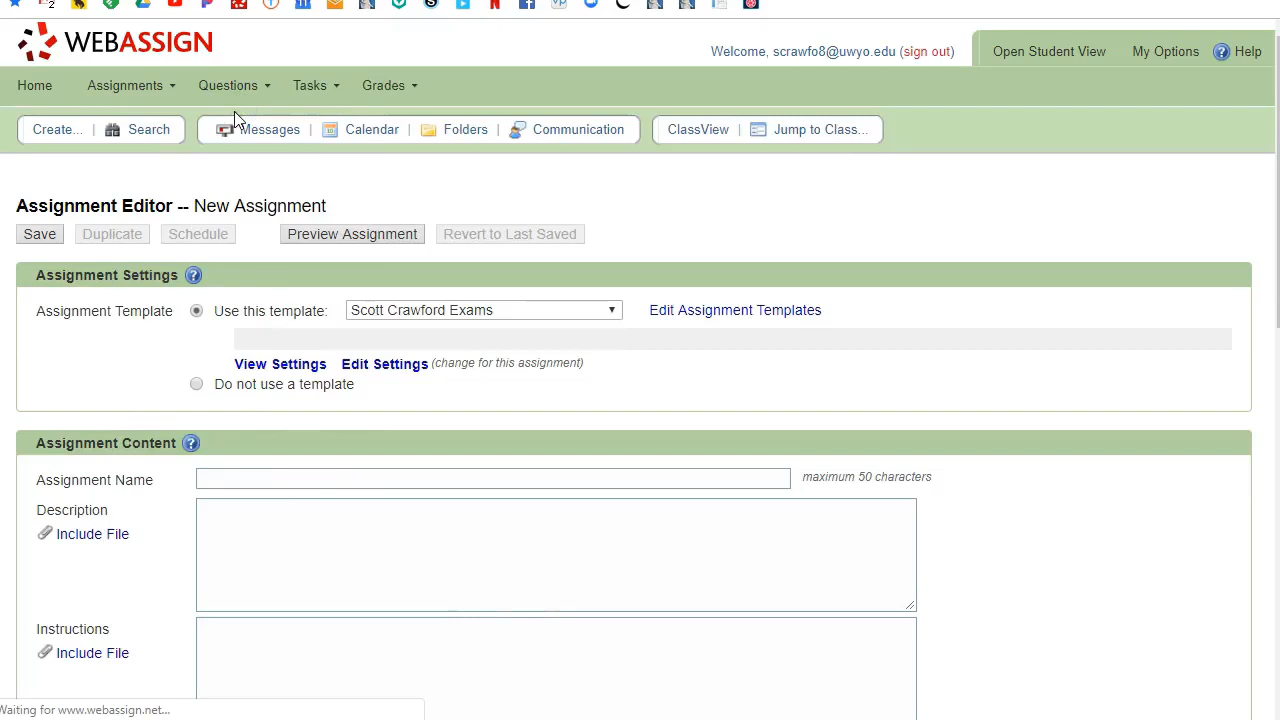 WEBASSIGN
Welcome, scrawfo8@uwyo.edu (sign out)
Open Student View
My Options
Help
Home
Assignments
Questions
Tasks
Grades
Create...
Search
Messages
Calendar
Folders
Communication
ClassView
Jump to Class...
Assignment Editor -- New Assignment
Save
Duplicate
Schedule
Preview Assignment
Revert to Last Saved
Assignment Settings ?
Assignment Template
Use this template:
Scott Crawford Exams
Edit Assignment Templates
View Settings
Edit Settings (change for this assignment)
Do not use a template
Assignment Content ?
Assignment Name
maximum 50 characters
Description
Include File
Instructions
Include File
Waiting for www.webassign.net...